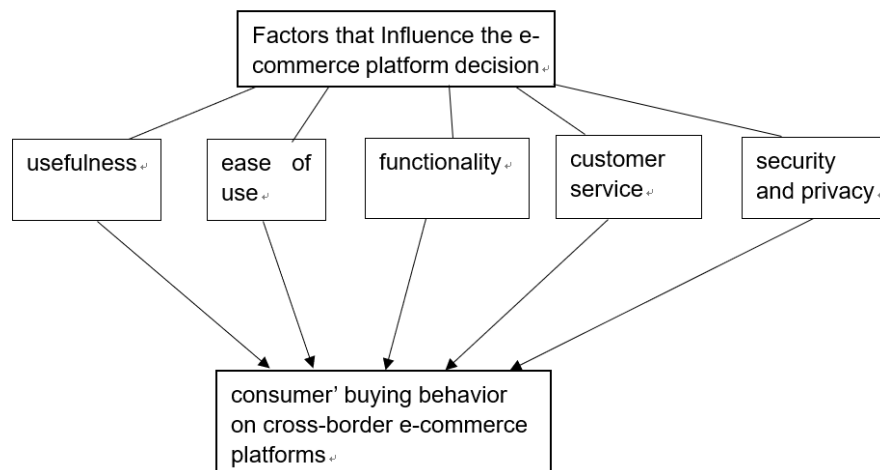 Factors that Influence the e-
commerce platform decision
usefulness
ease of
use
functionality
customer
service
security
and privacy
consumer’ buying behavior
on cross-border e-commerce
platforms